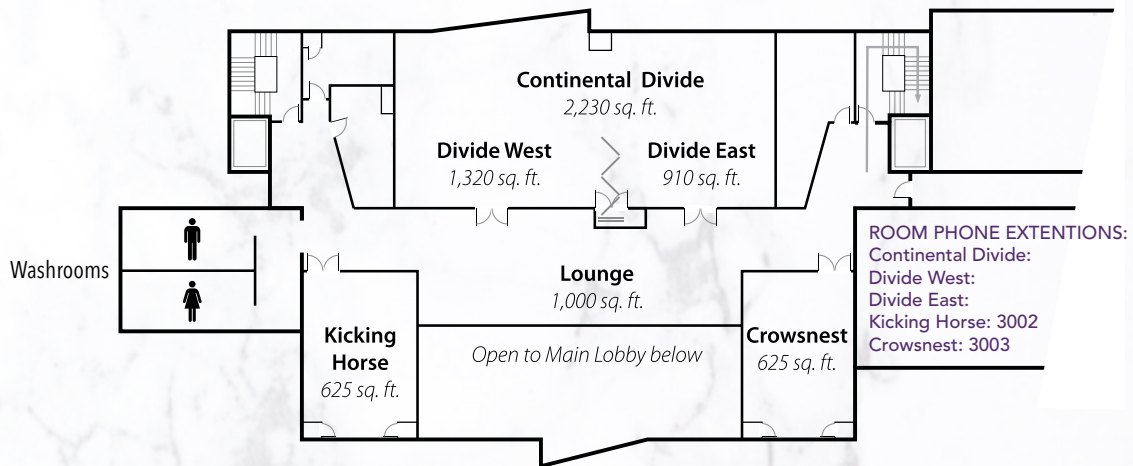 Continental Divide
2,230 sq. ft.
Divide West
1,320 sq. ft.
Divide East
910 sq. ft.
Washrooms
Lounge
1,000 sq. ft.
Kicking
Horse
625 sq. ft.
Open to Main Lobby below
Crowsnest
625 sq. ft.
ROOM PHONE EXTENTIONS:
Continental Divide:
Divide West:
Divide East:
Kicking Horse: 3002
Crowsnest: 3003